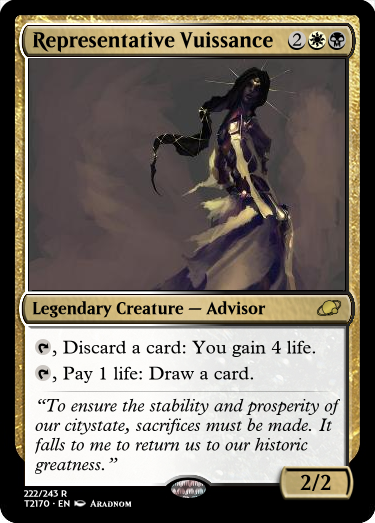 Representative Vuissance 2
Legendary Creature — Advisor
, Discard a card: You gain 4 life.
, Pay 1 life: Draw a card.
“To ensure the stability and prosperity of
our citystate, sacrifices must be made. It
falls to me to return us to our historic
greatness.”
2/2
222/243 R
T2170 • EN Aradnom